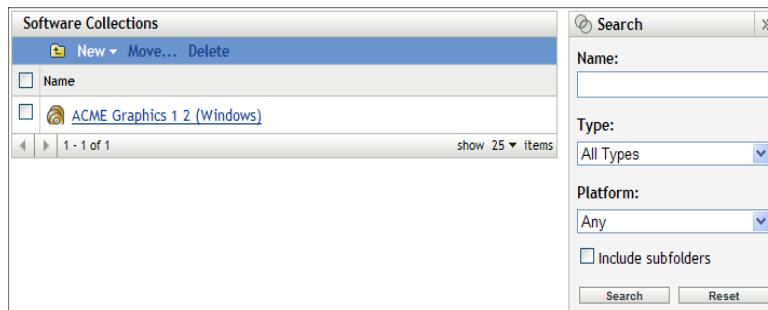 Software Collections
New Move... Delete
Name
ACME Graphics 1 2 (Windows)
1 - 1 of 1 show 25 items
Search
Name:
Type:
All Types
Platform:
Any
Include subfolders
Search Reset